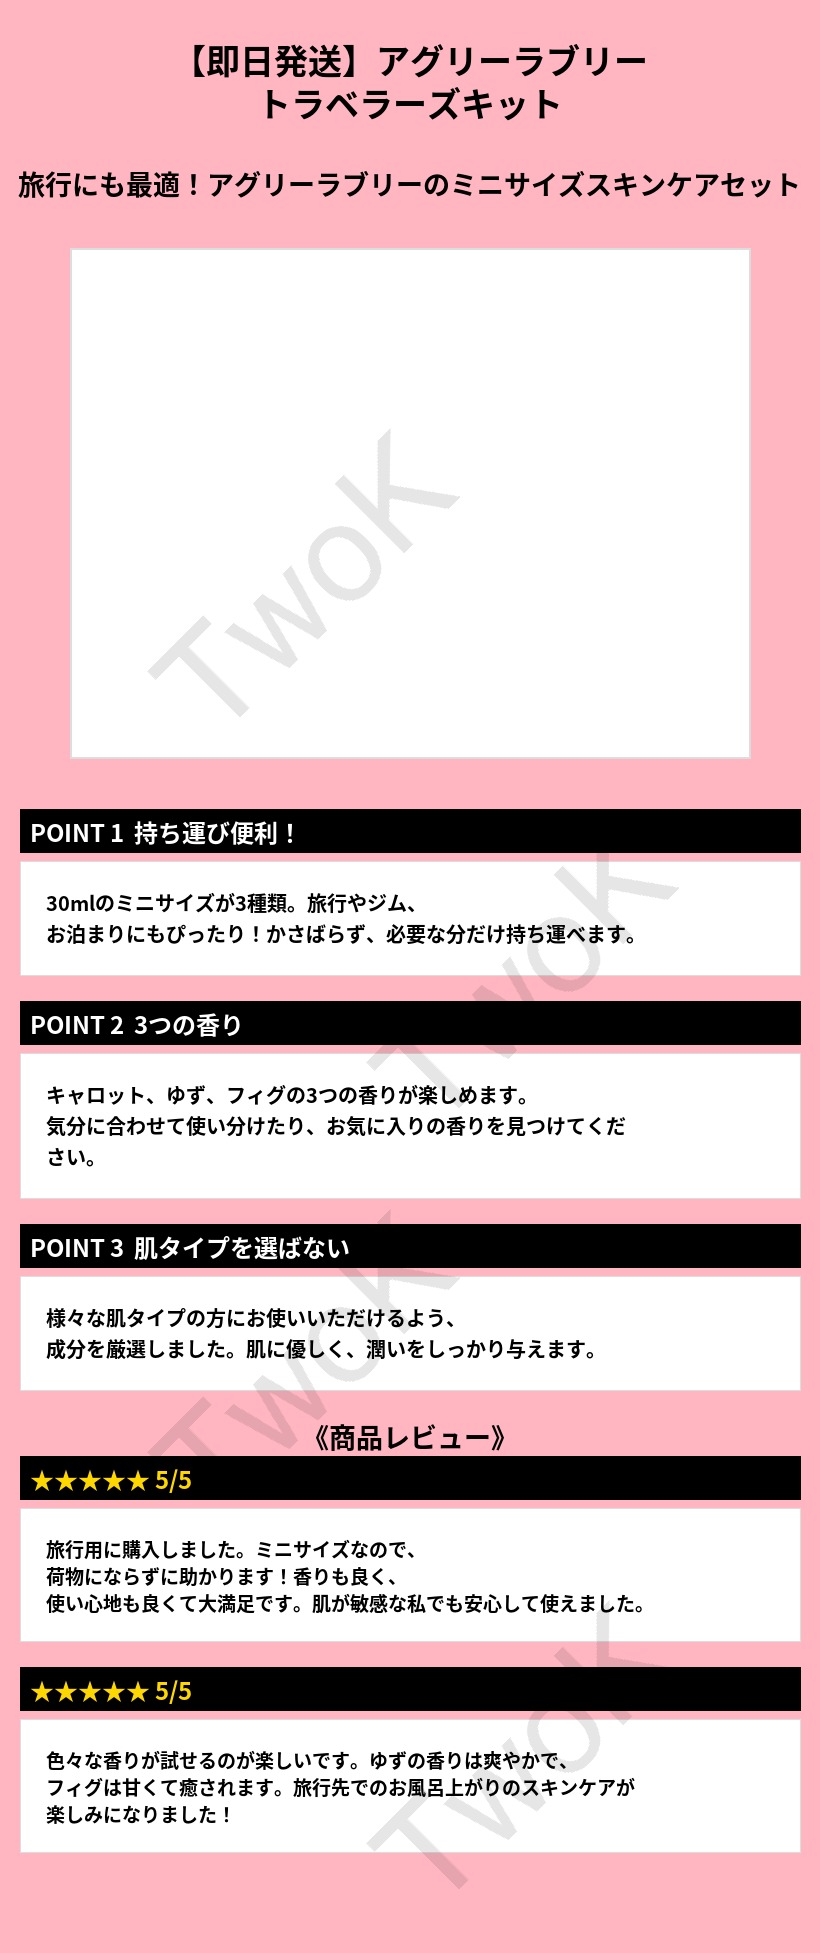 【即日発送】アグリーラブリー
トラベラーズキット
旅行にも最適！アグリーラブリーのミニサイズスキンケアセット
TwoK
POINT 1 持ち運び便利！
30mlのミニサイズが3種類。旅行やジム、
お泊まりにもぴったり！かさばらず、必要な分だけ持ち運べます。
TwoK
POINT 2 3つの香り
キャロット、ゆず、フィグの3つの香りが楽しめます。
気分に合わせて使い分けたり、お気に入りの香りを見つけてくだ
さい。
POINT 3 肌タイプを選ばない
様々な肌タイプの方にお使いいただけるよう、
成分を厳選しました。肌に優しく、潤いをしっかり与えます。
TwoK
《商品レビュー》
★★★★★ 5/5
旅行用に購入しました。ミニサイズなので、
荷物にならずに助かります！香りも良く、
使い心地も良くて大満足です。肌が敏感な私でも安心して使えました。
★★★★★ 5/5
TwoK
色々な香りが試せるのが楽しいです。ゆずの香りは爽やかで、
フィグは甘くて癒されます。旅行先でのお風呂上がりのスキンケアが
楽しみになりました！